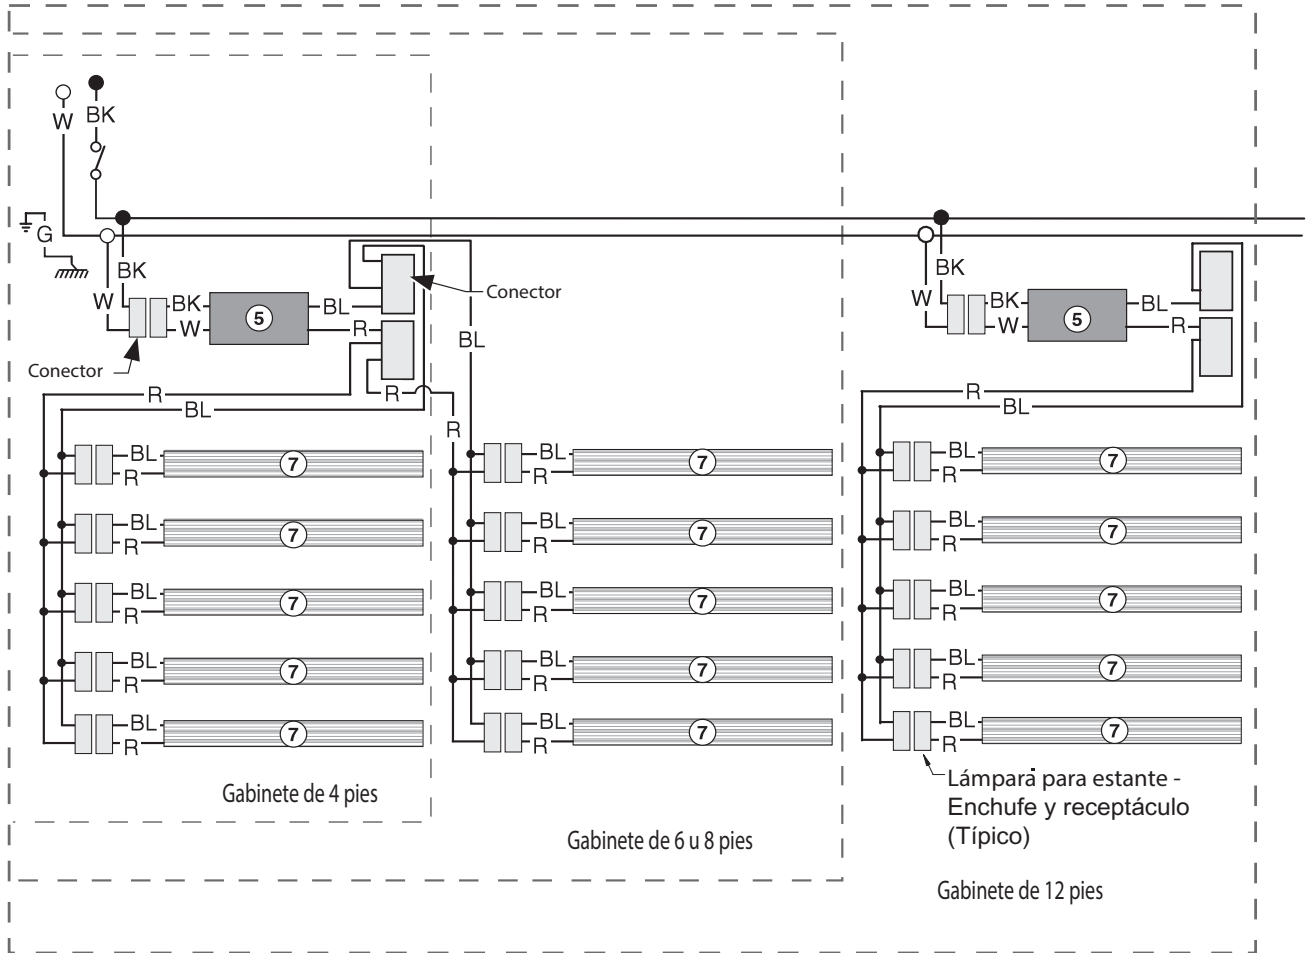 W
BK
G
BK
W
BK
W
5
BL
R
Conector
Conector
R
BL
R
BL
R
BK
W
BK
W
5
BL
R
R
BL
BL
R
7
BL
R
7
BL
R
7
BL
R
7
BL
R
7
BL
R
7
BL
R
7
BL
R
7
BL
R
7
BL
R
7
BL
R
7
BL
R
7
BL
R
7
BL
R
7
BL
R
7
Gabinete de 4 pies
Gabinete de 6 u 8 pies
Lámpara para estante -
Enchufe y receptáculo
(Típico)
Gabinete de 12 pies